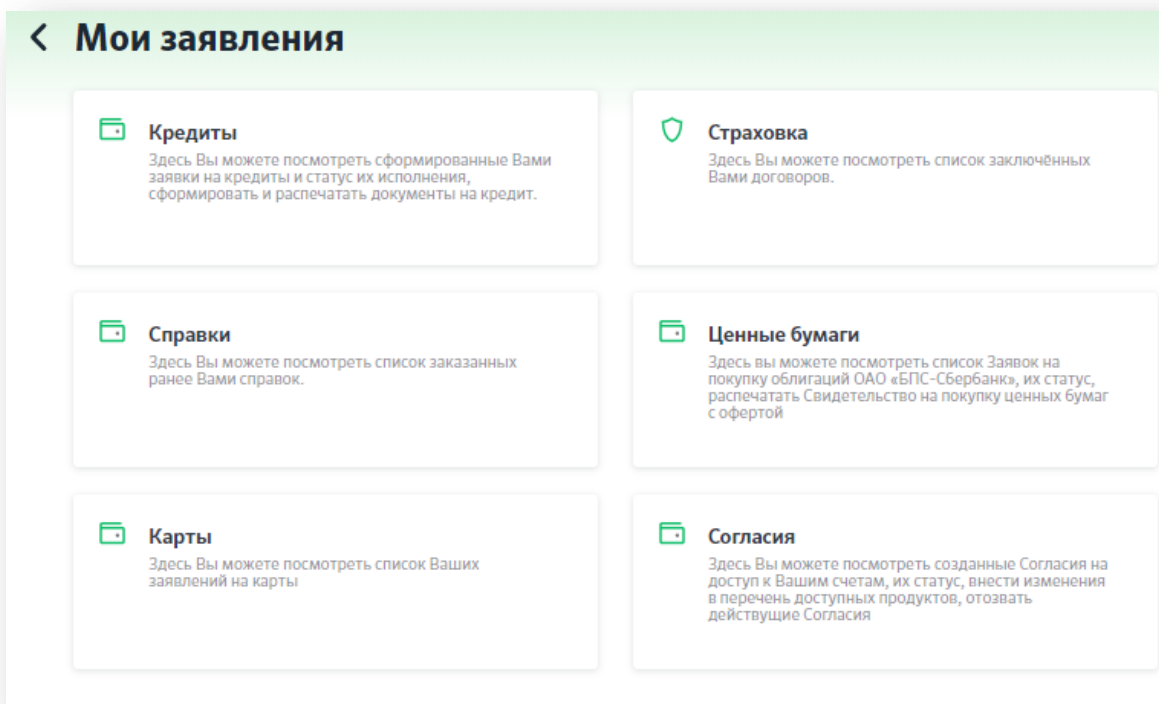 Мои заявления
Кредиты
Здесь Вы можете посмотреть сформированные Вами
заявки на кредиты и статус их исполнения,
сформировать и распечатать документы на кредит.
Страховка
Здесь Вы можете посмотреть список заключённых
Вами договоров.
Справки
Здесь Вы можете посмотреть список заказанных
ранее Вами справок.
Ценные бумаги
Здесь вы можете посмотреть список Заявок на
покупку облигаций ОАО «БПС-Сбербанк», их статус,
распечатать Свидетельство на покупку ценных бумаг
с офертой
Карты
Здесь Вы можете посмотреть список Ваших
заявлений на карты
Согласия
Здесь Вы можете посмотреть созданные Согласия на
доступ к Вашим счетам, их статус, внести изменения
в перечень доступных продуктов, отозвать
действущие Согласия